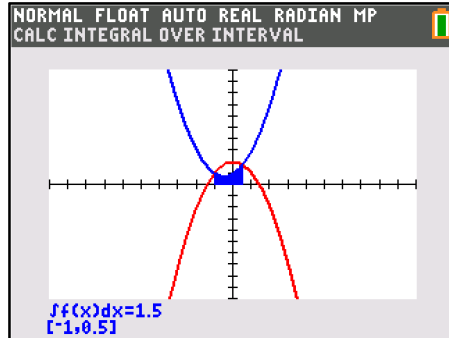 NORMAL FLOAT AUTO REAL RADIAN MP
CALC INTEGRAL OVER INTERVAL
∫f(x)dx=1.5
[⁻1,0.5]